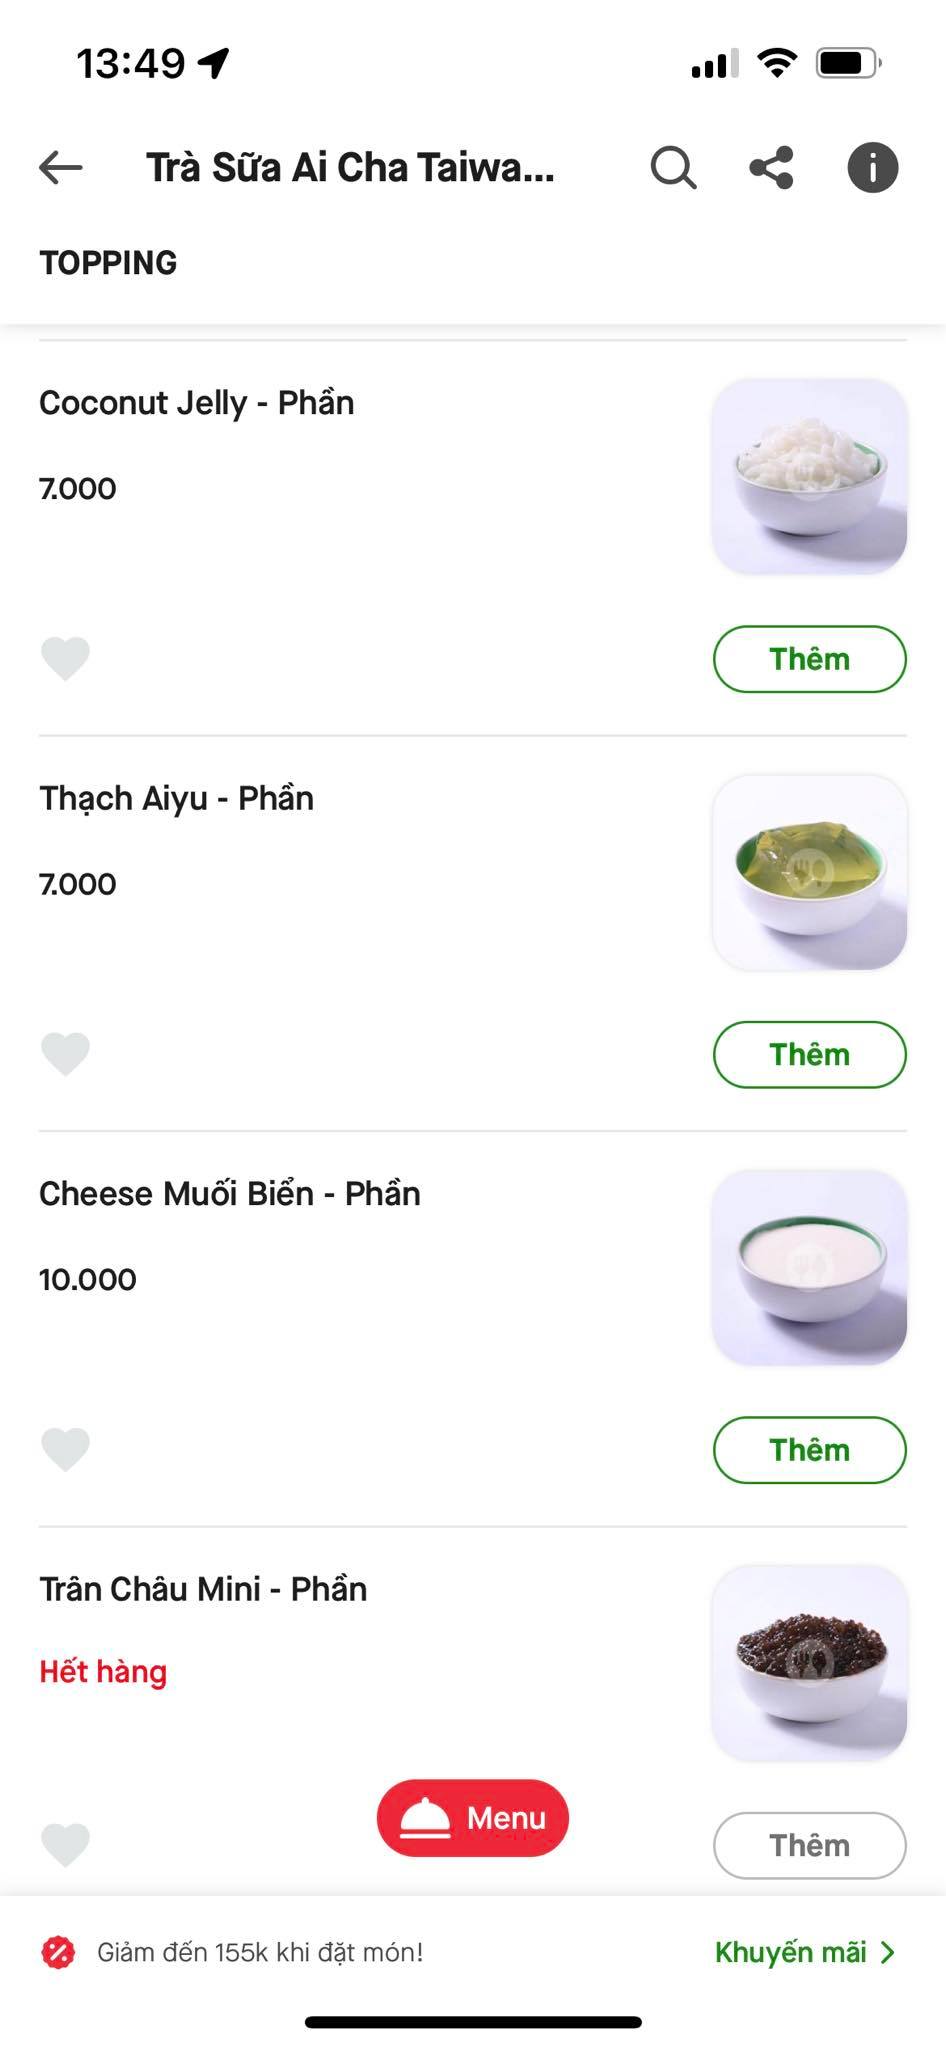 13:49
Trà Sữa Ai Cha Taiwa...
TOPPING
Coconut Jelly - Phần
7.000
Thêm
Thạch Aiyu - Phần
7.000
Thêm
Cheese Muối Biển - Phần
10.000
Thêm
Trân Châu Mini - Phần
Hết hàng
Menu
Thêm
Giảm đến 155k khi đặt món!
Khuyến mãi